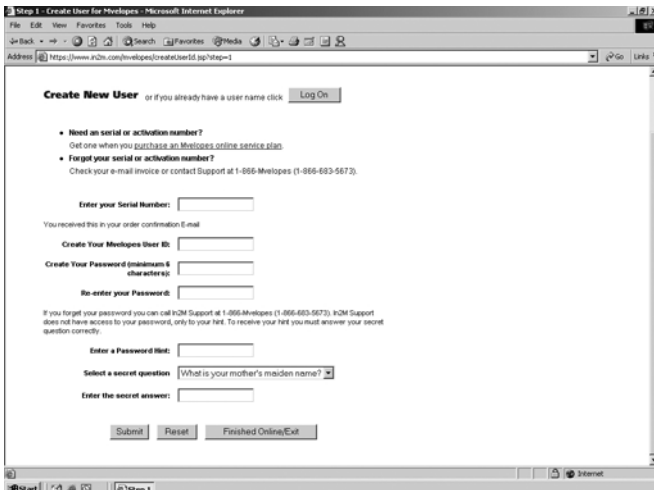 Step 1 - Create User for Mvelopes - Microsoft Internet Explorer
File Edit View Favorites Tools Help
Back Search Favorites Media
Address https://www.in2m.com/mvelopes/createUserId.jsp?step=1 Go Links
Create New User or if you already have a user name click Log On
Need an serial or activation number?
Get one when you purchase an Mvelopes online service plan.
Forgot your serial or activation number?
Check your e-mail invoice or contact Support at 1-866-Mvelopes (1-866-683-5673).
Enter your Serial Number:
You received this in your order confirmation E-mail
Create Your Mvelopes User ID:
Create Your Password (minimum 6
characters):
Re-enter your Password:
If you forget your password you can call In2M Support at 1-866-Mvelopes (1-866-683-5673). In2M Support
does not have access to your password, only to your hint. To receive your hint you must answer your secret
question correctly.
Enter a Password Hint:
Select a secret question What is your mother's maiden name?
Enter the secret answer:
Submit Reset Finished Online/Exit
Internet
Start Step 1